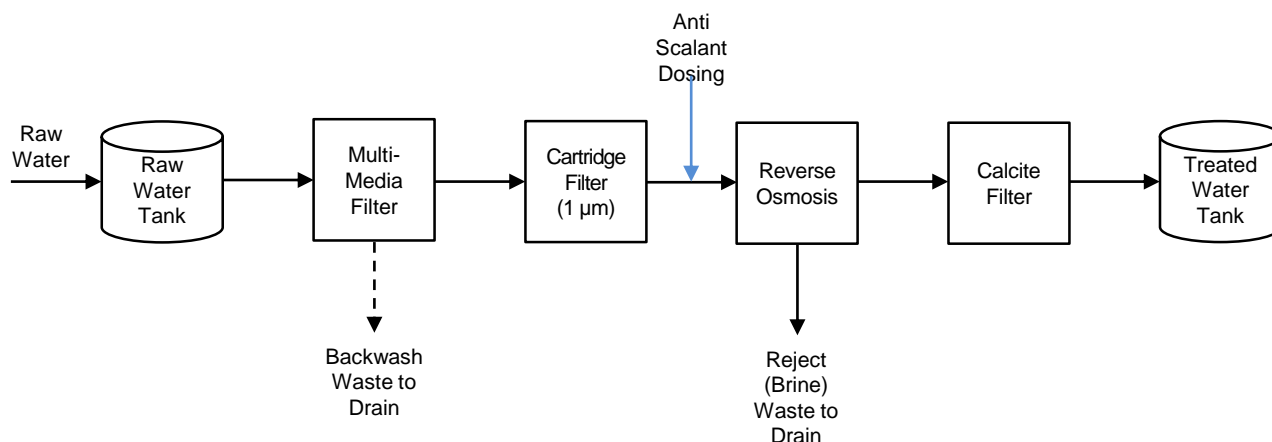 Anti
Scalant
Dosing
Raw
Water
Raw
Water
Tank
Multi-
Media
Filter
Cartridge
Filter
(1 µm)
Reverse
Osmosis
Calcite
Filter
Treated
Water
Tank
Backwash
Waste to
Drain
Reject
(Brine)
Waste to
Drain